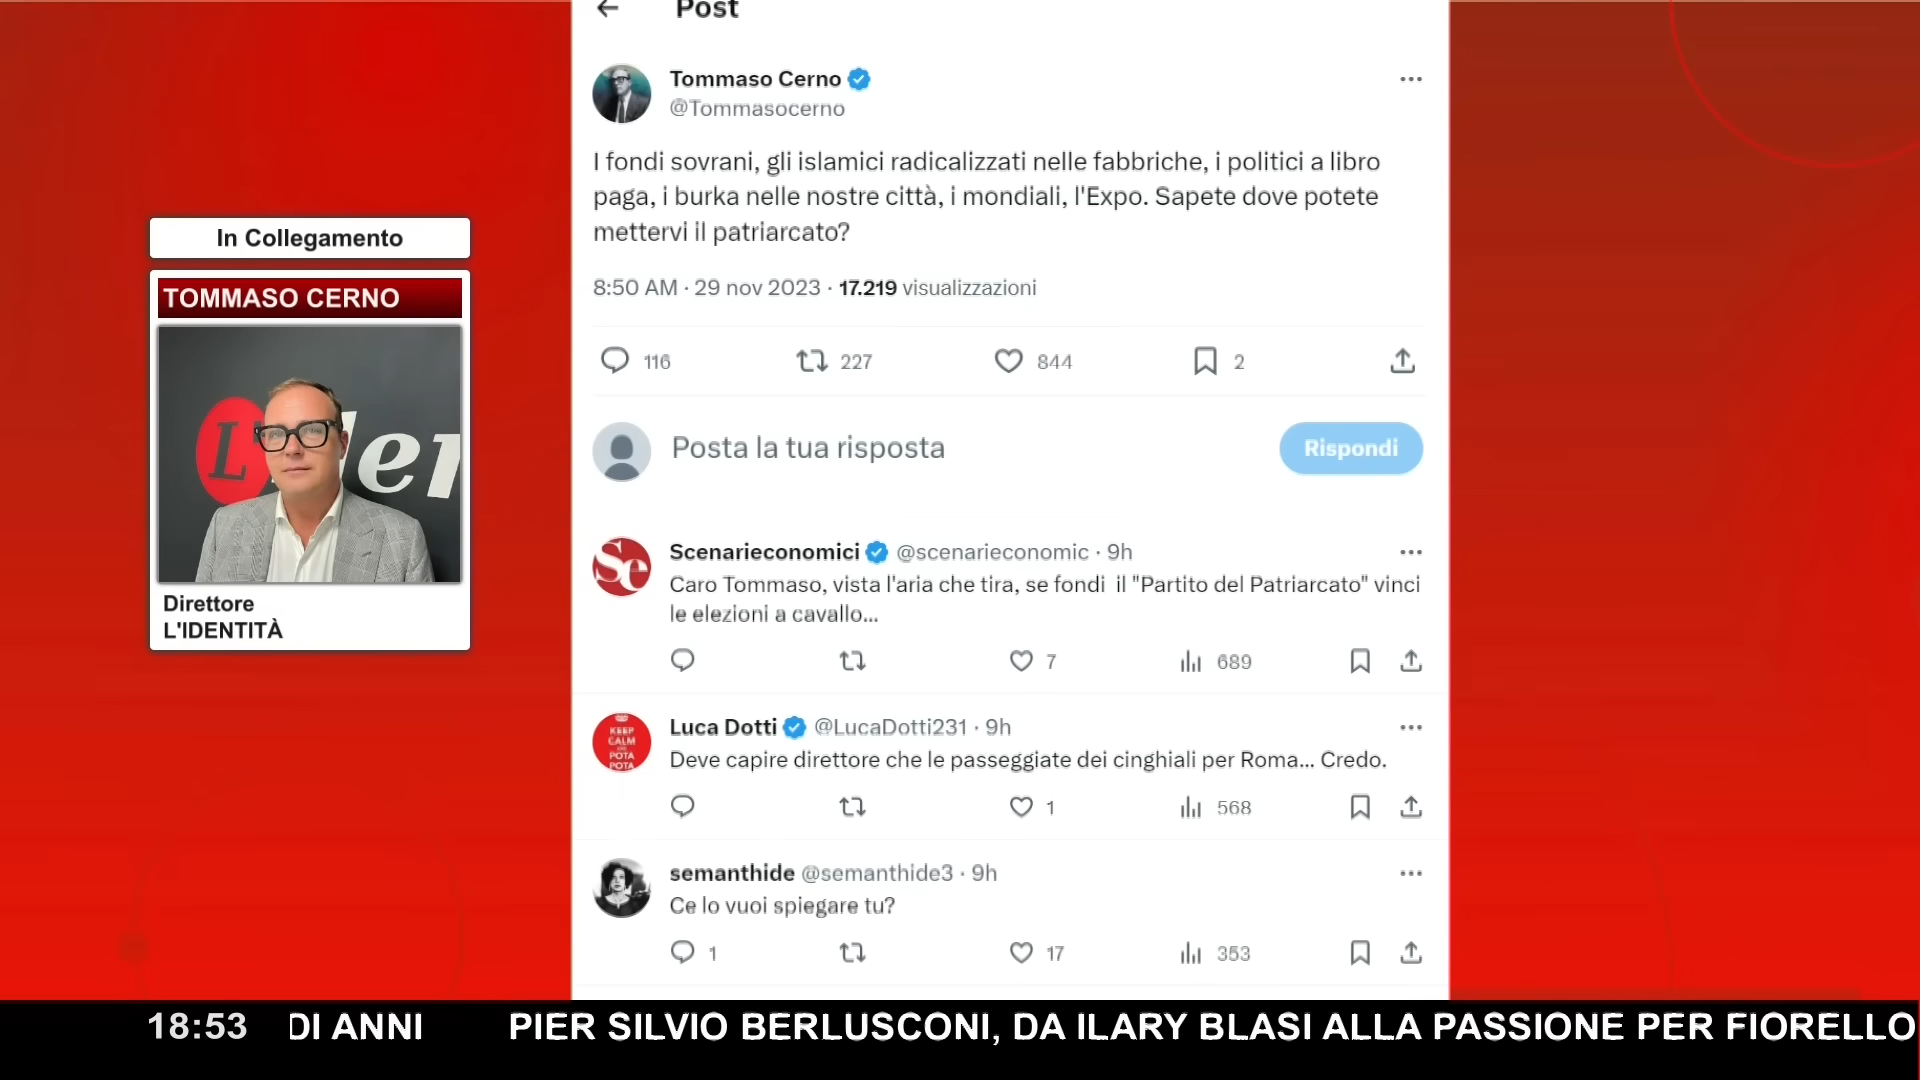 Post
Tommaso Cerno
@Tommasocerno
I fondi sovrani, gli islamici radicalizzati nelle fabbriche, i politici a libro
paga, i burka nelle nostre città, i mondiali, l'Expo. Sapete dove potete
mettervi il patriarcato?
8:50 AM · 29 nov 2023 · 17.219 visualizzazioni
116 227 844 2
Posta la tua risposta
Rispondi
Scenarieconomici @scenarieconomic · 9h
Caro Tommaso, vista l'aria che tira, se fondi il "Partito del Patriarcato" vinci
le elezioni a cavallo...
7 689
KEEP
CALM
AND
POTA
POTA
Luca Dotti @LucaDotti231 · 9h
Deve capire direttore che le passeggiate dei cinghiali per Roma... Credo.
1 568
semanthide @semanthide3 · 9h
Ce lo vuoi spiegare tu?
1 17 353
In Collegamento
TOMMASO CERNO
Direttore
L'IDENTITÀ
18:53 DI ANNI PIER SILVIO BERLUSCONI, DA ILARY BLASI ALLA PASSIONE PER FIORELLO